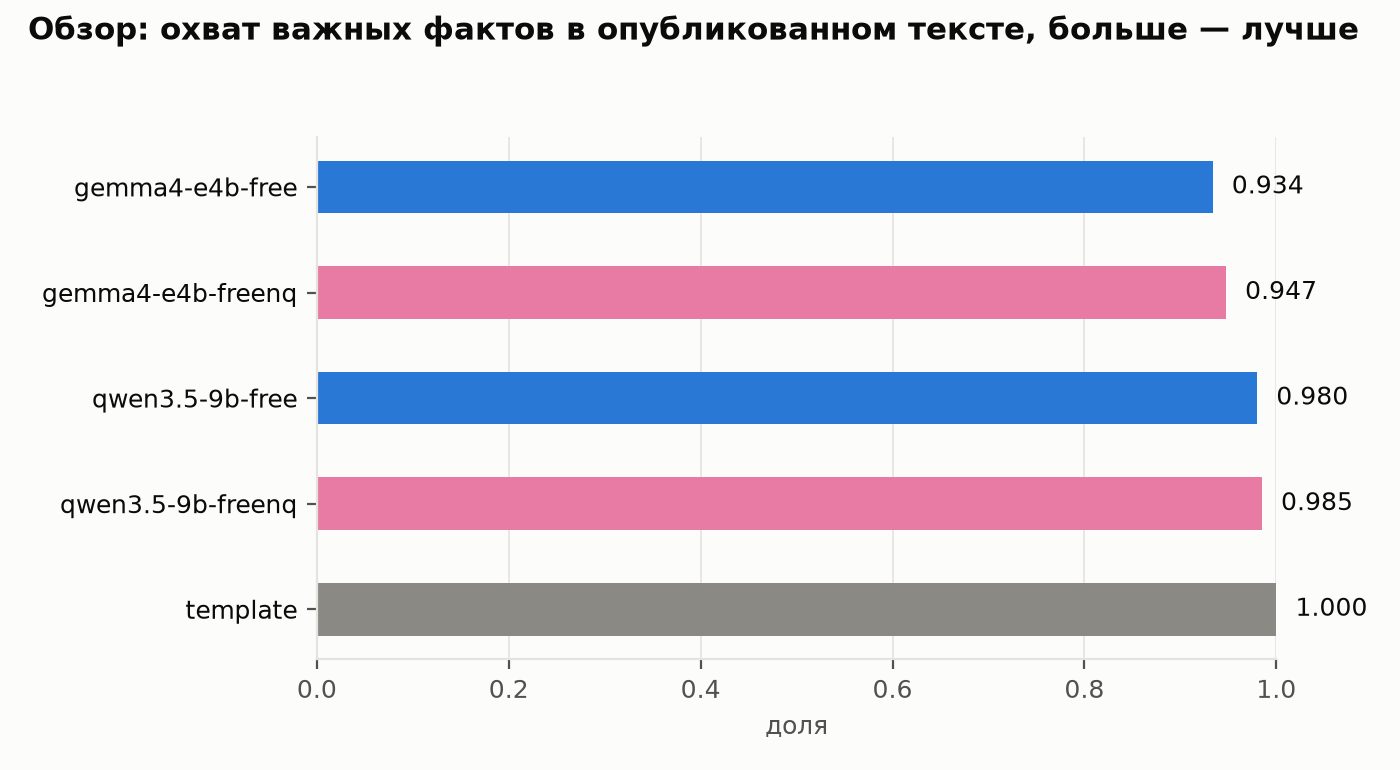 Обзор: охват важных фактов в опубликованном тексте, больше — лучше
gemma4-e4b-free 0.934
gemma4-e4b-freenq 0.947
qwen3.5-9b-free 0.980
qwen3.5-9b-freenq 0.985
template 1.000
0.0 0.2 0.4 0.6 0.8 1.0
доля